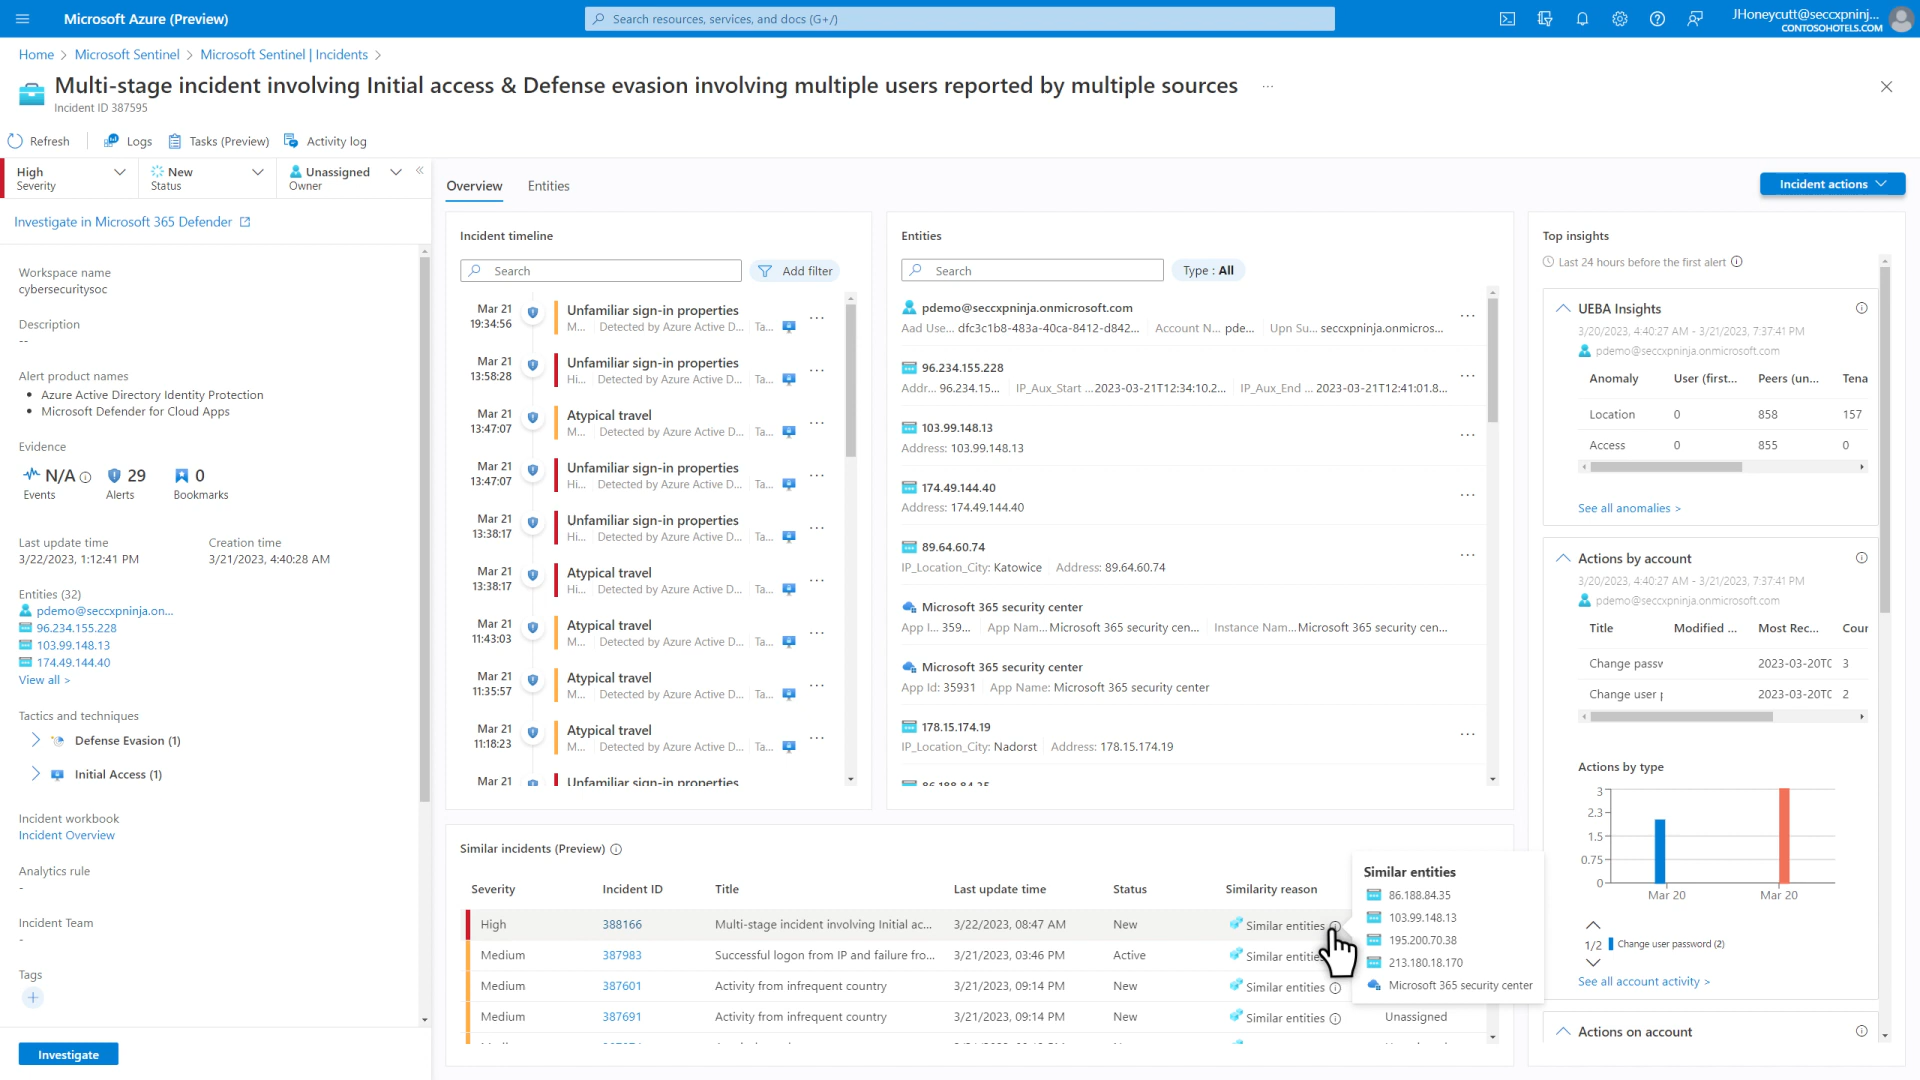 Microsoft Azure (Preview)
Search resources, services, and docs (G+/)
JHoneycutt@seccxpninj...
CONTOSOHOTELS.COM
Home > Microsoft Sentinel > Microsoft Sentinel | Incidents >
Multi-stage incident involving Initial access & Defense evasion involving multiple users reported by multiple sources ...
Incident ID 387595
Refresh Logs Tasks (Preview) Activity log
High
Severity
New
Status
Unassigned
Owner
Investigate in Microsoft 365 Defender
Workspace name
cybersecuritysoc
Description
--
Alert product names
• Azure Active Directory Identity Protection
• Microsoft Defender for Cloud Apps
Evidence
N/A 29 0
Events Alerts Bookmarks
Last update time Creation time
3/22/2023, 1:12:41 PM 3/21/2023, 4:40:28 AM
Entities (32)
pdemo@seccxpninja.on...
96.234.155.228
103.99.148.13
174.49.144.40
View all >
Tactics and techniques
Defense Evasion (1)
Initial Access (1)
Incident workbook
Incident Overview
Analytics rule
-
Incident Team
-
Tags
+
Investigate
Overview Entities
Incident actions
Incident timeline
Search Add filter
Mar 21 Unfamiliar sign-in properties
19:34:56 M... Detected by Azure Active D... Ta...
Mar 21 Unfamiliar sign-in properties
13:58:28 Hi... Detected by Azure Active D... Ta...
Mar 21 Atypical travel
13:47:07 M... Detected by Azure Active D... Ta...
Mar 21 Unfamiliar sign-in properties
13:47:07 Hi... Detected by Azure Active D... Ta...
Mar 21 Unfamiliar sign-in properties
13:38:17 Hi... Detected by Azure Active D... Ta...
Mar 21 Atypical travel
13:38:17 Hi... Detected by Azure Active D... Ta...
Mar 21 Atypical travel
11:43:03 M... Detected by Azure Active D... Ta...
Mar 21 Atypical travel
11:35:57 M... Detected by Azure Active D... Ta...
Mar 21 Atypical travel
11:18:23 M... Detected by Azure Active D... Ta...
Mar 21 Unfamiliar sign-in properties
Entities
Search Type : All
pdemo@seccxpninja.onmicrosoft.com
Aad Use... dfc3c1b8-483a-40ca-8412-d842... Account N... pde... Upn Su... seccxpninja.onmicros...
96.234.155.228
Addr... 96.234.15... IP_Aux_Start ... 2023-03-21T12:34:10.2... IP_Aux_End ... 2023-03-21T12:41:01.8...
103.99.148.13
Address: 103.99.148.13
174.49.144.40
Address: 174.49.144.40
89.64.60.74
IP_Location_City: Katowice Address: 89.64.60.74
Microsoft 365 security center
App I... 359... App Nam... Microsoft 365 security cen... Instance Nam... Microsoft 365 security cen...
Microsoft 365 security center
App Id: 35931 App Name: Microsoft 365 security center
178.15.174.19
IP_Location_City: Nadorst Address: 178.15.174.19
86.188.84.35
Similar incidents (Preview)
Severity Incident ID Title Last update time Status Similarity reason
High 388166 Multi-stage incident involving Initial ac... 3/22/2023, 08:47 AM New Similar entities
Medium 387983 Successful logon from IP and failure fro... 3/21/2023, 03:46 PM Active Similar entities
Medium 387601 Activity from infrequent country 3/21/2023, 09:14 PM New Similar entities
Medium 387691 Activity from infrequent country 3/21/2023, 09:14 PM New Similar entities Unassigned
Similar entities
86.188.84.35
103.99.148.13
195.200.70.38
213.180.18.170
Microsoft 365 security center
Top insights
Last 24 hours before the first alert
UEBA Insights
3/20/2023, 4:40:27 AM - 3/21/2023, 7:37:41 PM
pdemo@seccxpninja.onmicrosoft.com
Anomaly User (first... Peers (un... Tena
Location 0 858 157
Access 0 855 0
See all anomalies >
Actions by account
3/20/2023, 4:40:27 AM - 3/21/2023, 7:37:41 PM
pdemo@seccxpninja.onmicrosoft.com
Title Modified ... Most Rec... Cour
Change passv 2023-03-20T0 3
Change user p 2023-03-20T0 2
Actions by type
3
2.3
1.5
0.75
0
Mar 20 Mar 20
1/2 Change user password (2)
See all account activity >
Actions on account